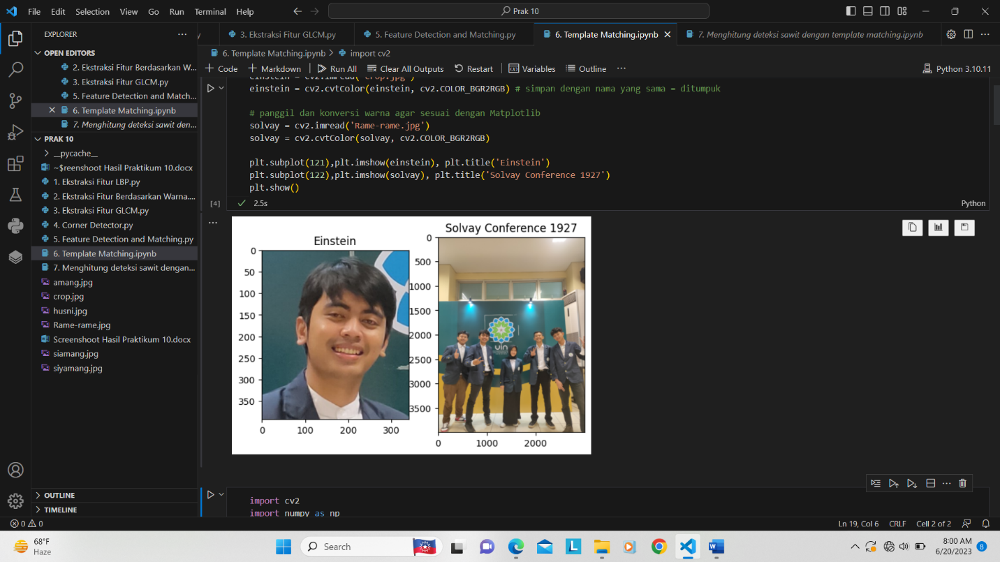 File Edit Selection View Go Run Terminal Help
Prak 10
EXPLORER
3. Ekstraksi Fitur GLCM.py
5. Feature Detection and Matching.py
6. Template Matching.ipynb
7. Menghitung deteksi sawit dengan template matching.ipynb
OPEN EDITORS
2. Ekstraksi Fitur Berdasarkan W...
3. Ekstraksi Fitur GLCM.py
5. Feature Detection and Match...
6. Template Matching.ipynb
7. Menghitung deteksi sawit den...
PRAK 10
__pycache__
~$reenshoot Hasil Praktikum 10.docx
1. Ekstraksi Fitur LBP.py
2. Ekstraksi Fitur Berdasarkan Warna....
3. Ekstraksi Fitur GLCM.py
4. Corner Detector.py
5. Feature Detection and Matching.py
6. Template Matching.ipynb
7. Menghitung deteksi sawit dengan...
amang.jpg
crop.jpg
husni.jpg
Rame-rame.jpg
Screenshoot Hasil Praktikum 10.docx
siamang.jpg
siyamang.jpg
OUTLINE
TIMELINE
6. Template Matching.ipynb > import cv2
+ Code + Markdown Run All Clear All Outputs Restart Variables Outline ...
Python 3.10.11
einstein = cv2.imread('crop.jpg')
einstein = cv2.cvtColor(einstein, cv2.COLOR_BGR2RGB) # simpan dengan nama yang sama = ditumpuk
# panggil dan konversi warna agar sesuai dengan Matplotlib
solvay = cv2.imread('Rame-rame.jpg')
solvay = cv2.cvtColor(solvay, cv2.COLOR_BGR2RGB)
plt.subplot(121),plt.imshow(einstein), plt.title('Einstein')
plt.subplot(122),plt.imshow(solvay), plt.title('Solvay Conference 1927')
plt.show()
[4] 2.5s
Python
Einstein
0
50
100
150
200
250
300
350
0 100 200 300
Solvay Conference 1927
0
500
1000
1500
2000
2500
3000
3500
0 1000 2000
uin
import cv2
import numpy as np
0 0
Ln 19, Col 6 CRLF Cell 2 of 2
68°F
Haze
Search
8:00 AM
6/20/2023
8